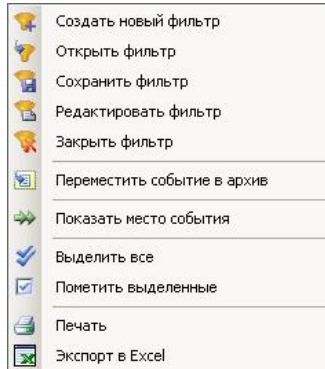 Создать новый фильтр
Открыть фильтр
Сохранить фильтр
Редактировать фильтр
Закрыть фильтр
Переместить событие в архив
Показать место события
Выделить все
Пометить выделенные
Печать
Экспорт в Excel